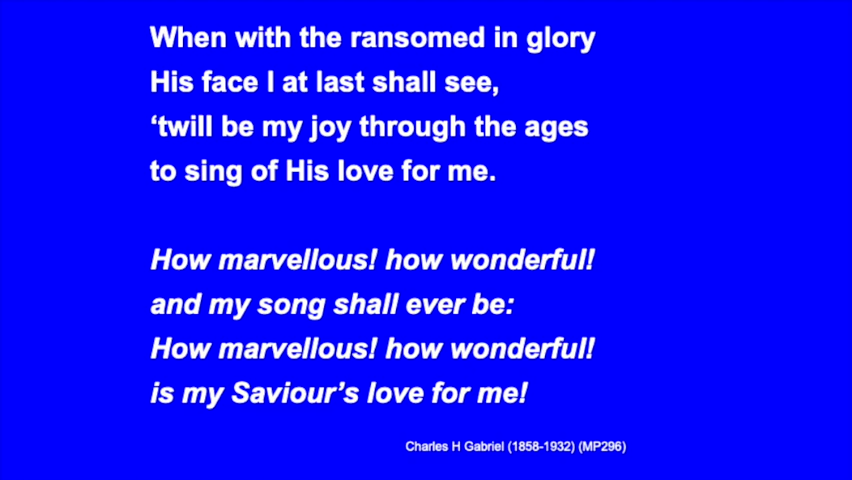 When with the ransomed in glory
His face I at last shall see,
‘twill be my joy through the ages
to sing of His love for me.
How marvellous! how wonderful!
and my song shall ever be:
How marvellous! how wonderful!
is my Saviour’s love for me!
Charles H Gabriel (1858-1932) (MP296)